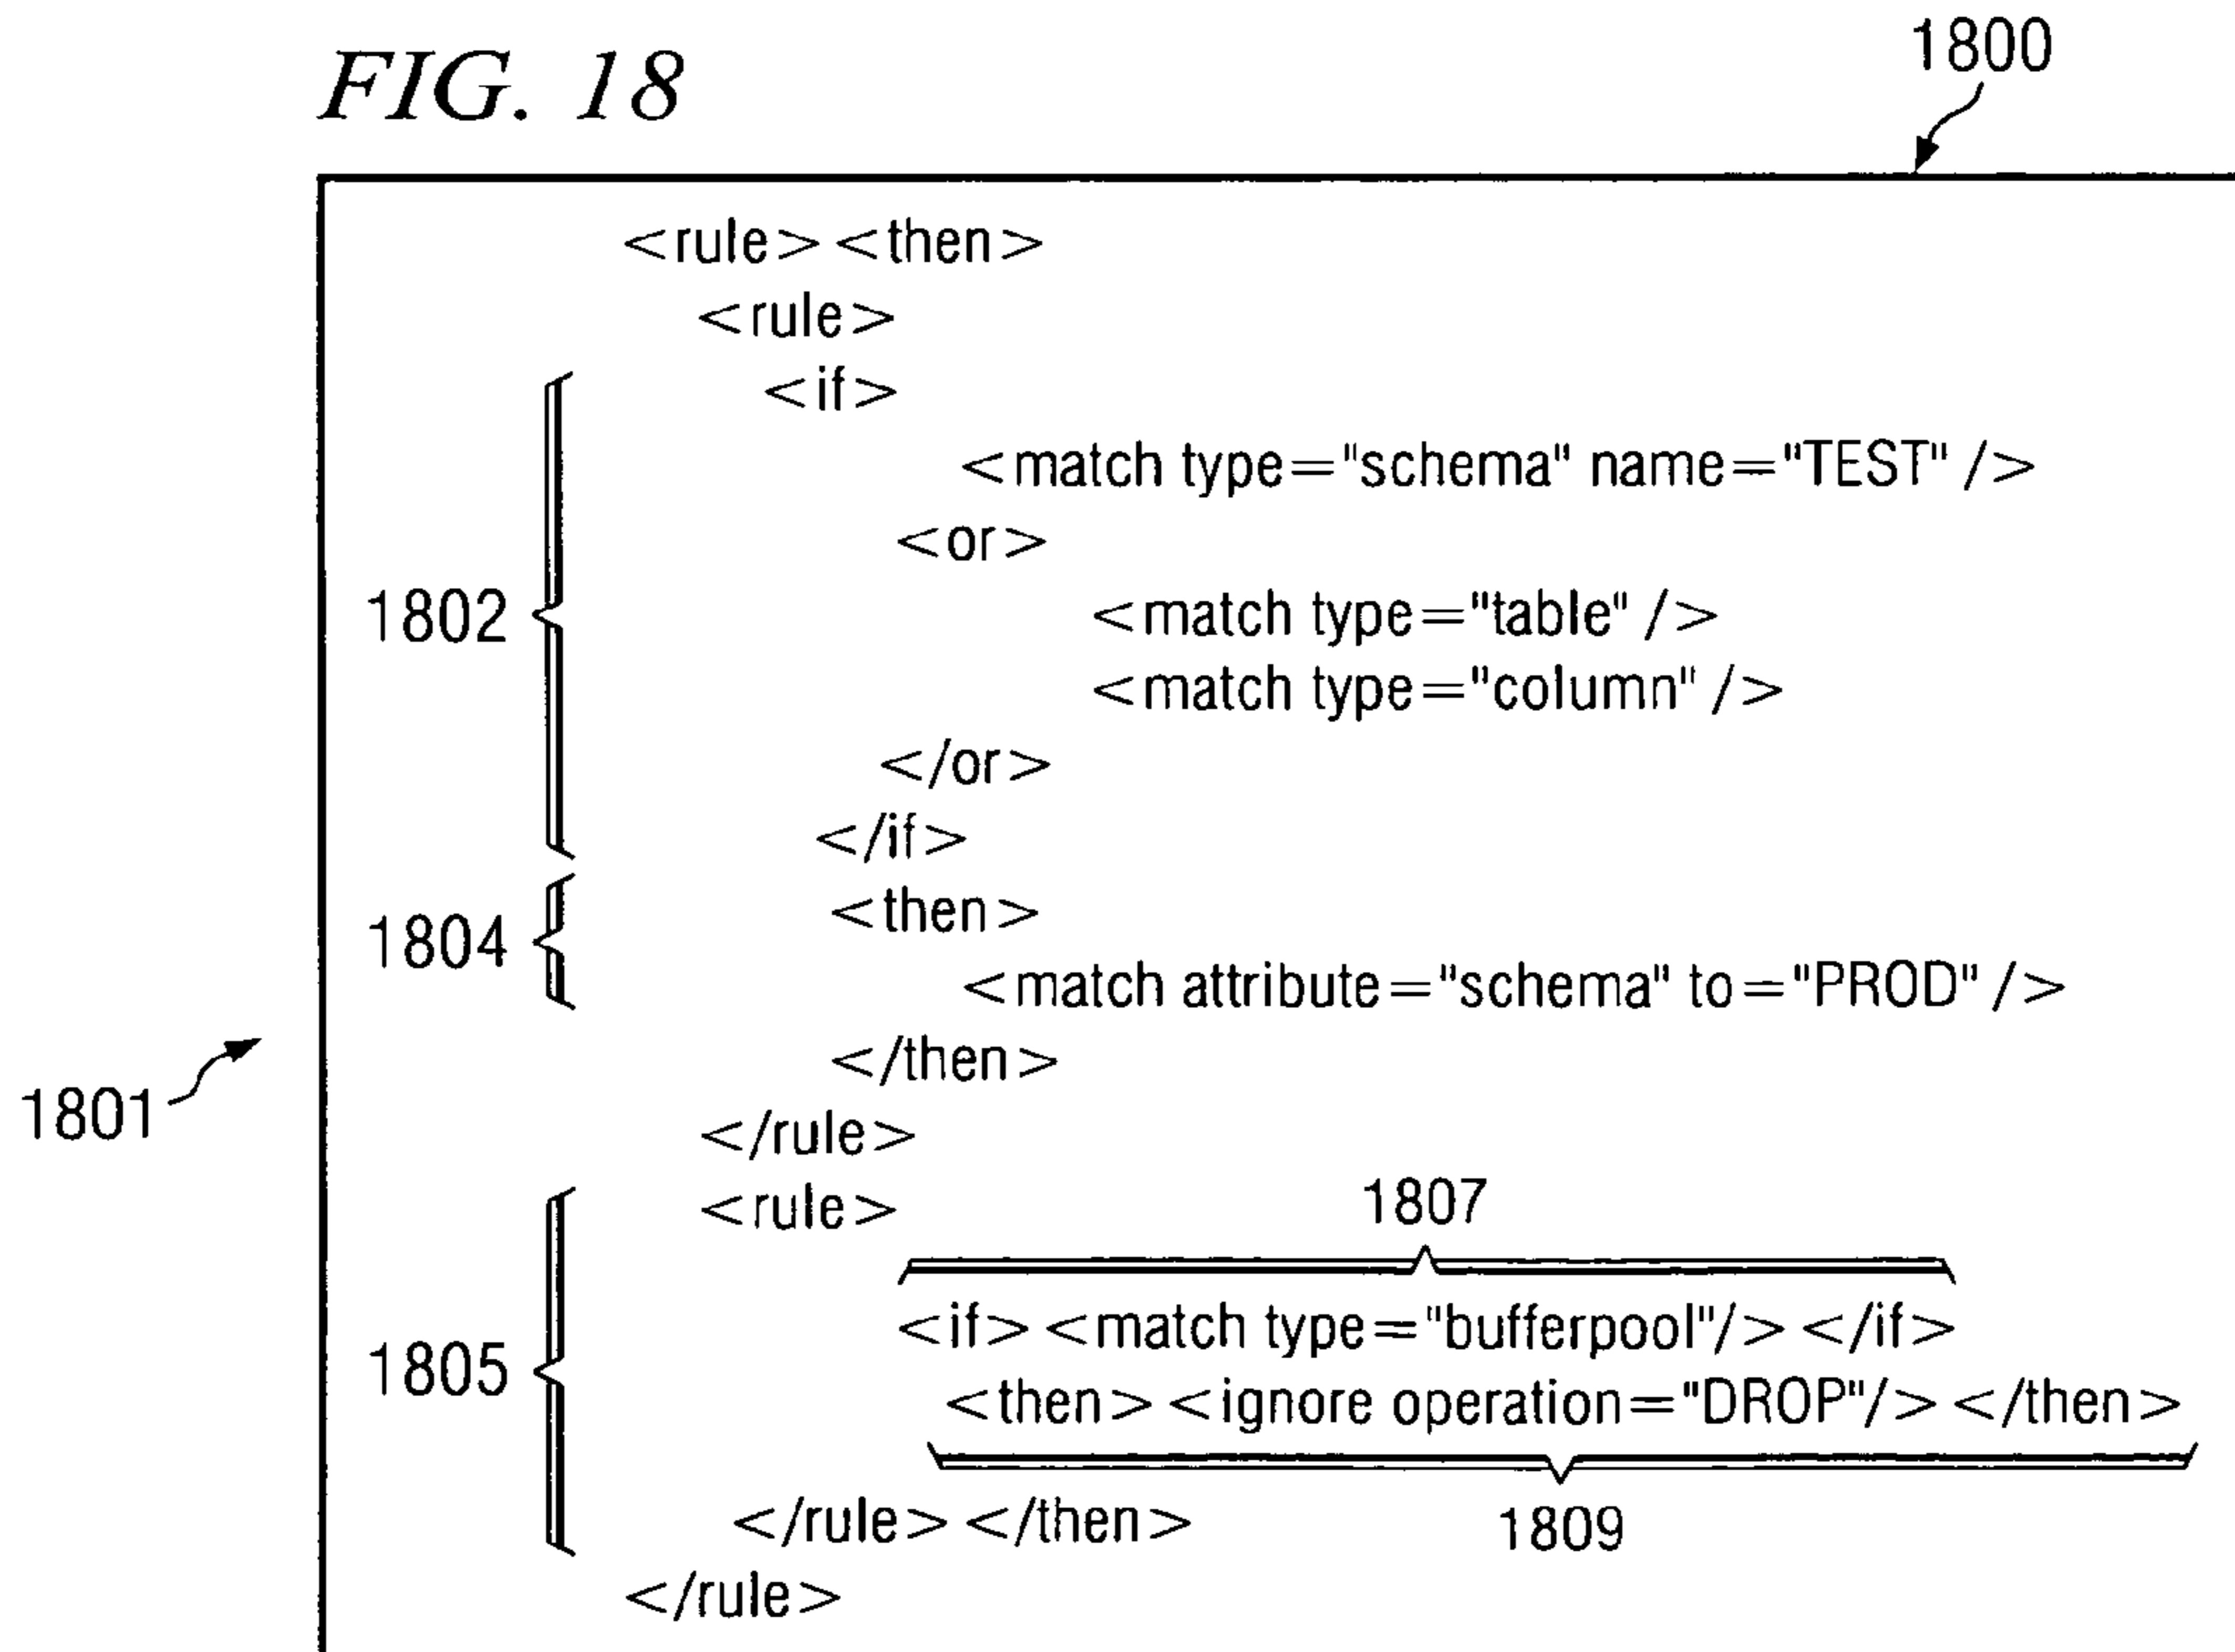 FIG. 18
1800
<rule><then>
<rule>
<if>
<match type="schema" name="TEST" />
<or>
1802
<match type="table" />
<match type="column" />
</or>
</if>
<then>
1804
<match attribute="schema" to="PROD" />
</then>
1801
</rule>
<rule>
1807
<if><match type="bufferpool"/></if>
1805
<then><ignore operation="DROP"/></then>
</rule></then>
1809
</rule>